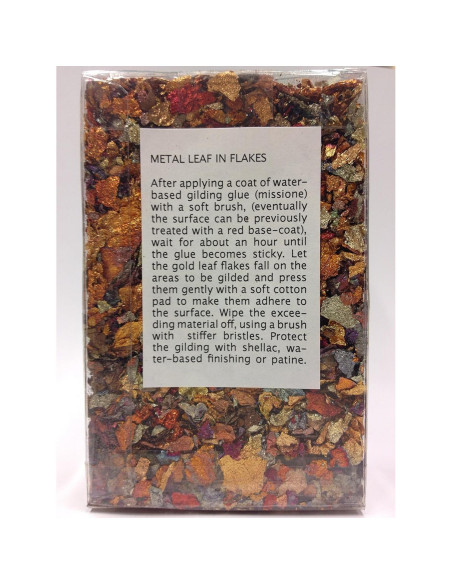 METAL LEAF IN FLAKES
After applying a coat of water-
based gilding glue (missione)
with a soft brush, (eventually
the surface can be previously
treated with a red base-coat),
wait for about an hour until
the glue becomes sticky. Let
the gold leaf flakes fall on the
areas to be gilded and press
them gently with a soft cotton
pad to make them adhere to
the surface. Wipe the excee-
ding material off, using a brush
with stiffer bristles. Protect
the gilding with shellac, wa-
ter-based finishing or patine.